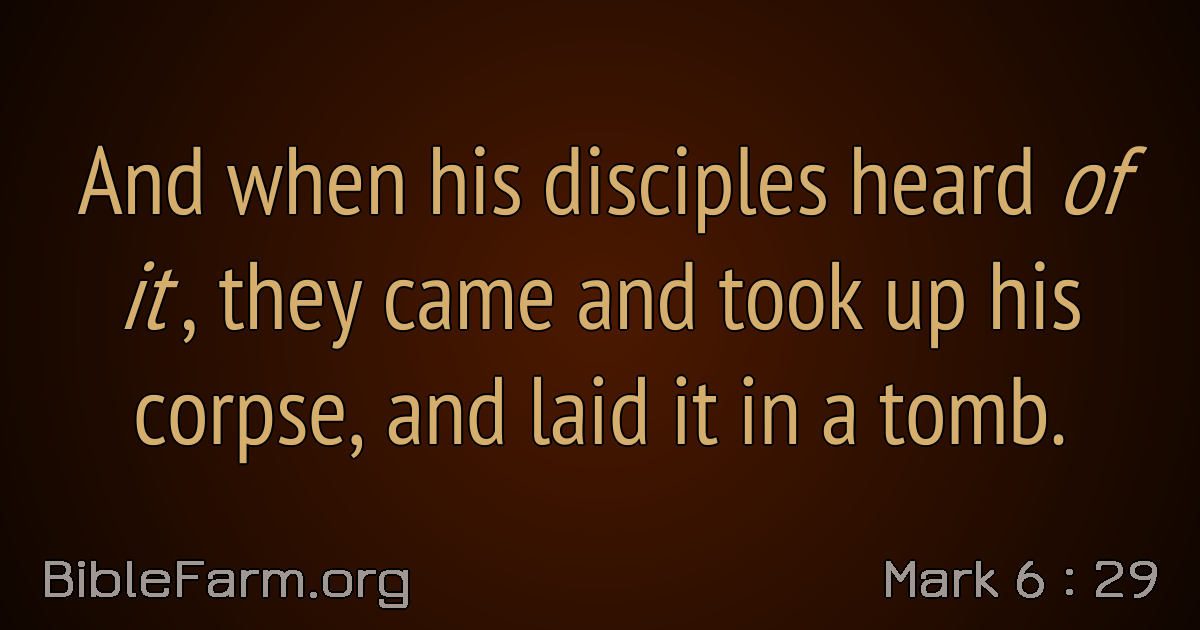 And when his disciples heard of
it, they came and took up his
corpse, and laid it in a tomb.
BibleFarm.org
Mark 6 : 29